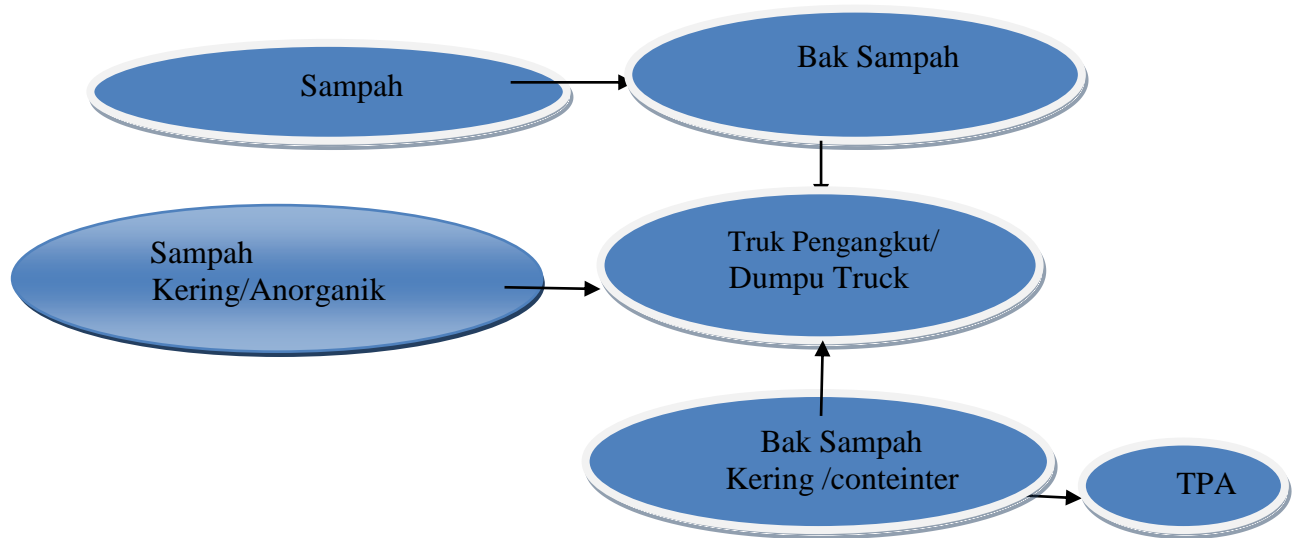 Sampah
Bak Sampah
Sampah
Kering/Anorganik
Truk Pengangkut/
Dumpu Truck
Bak Sampah
Kering /conteinter
TPA